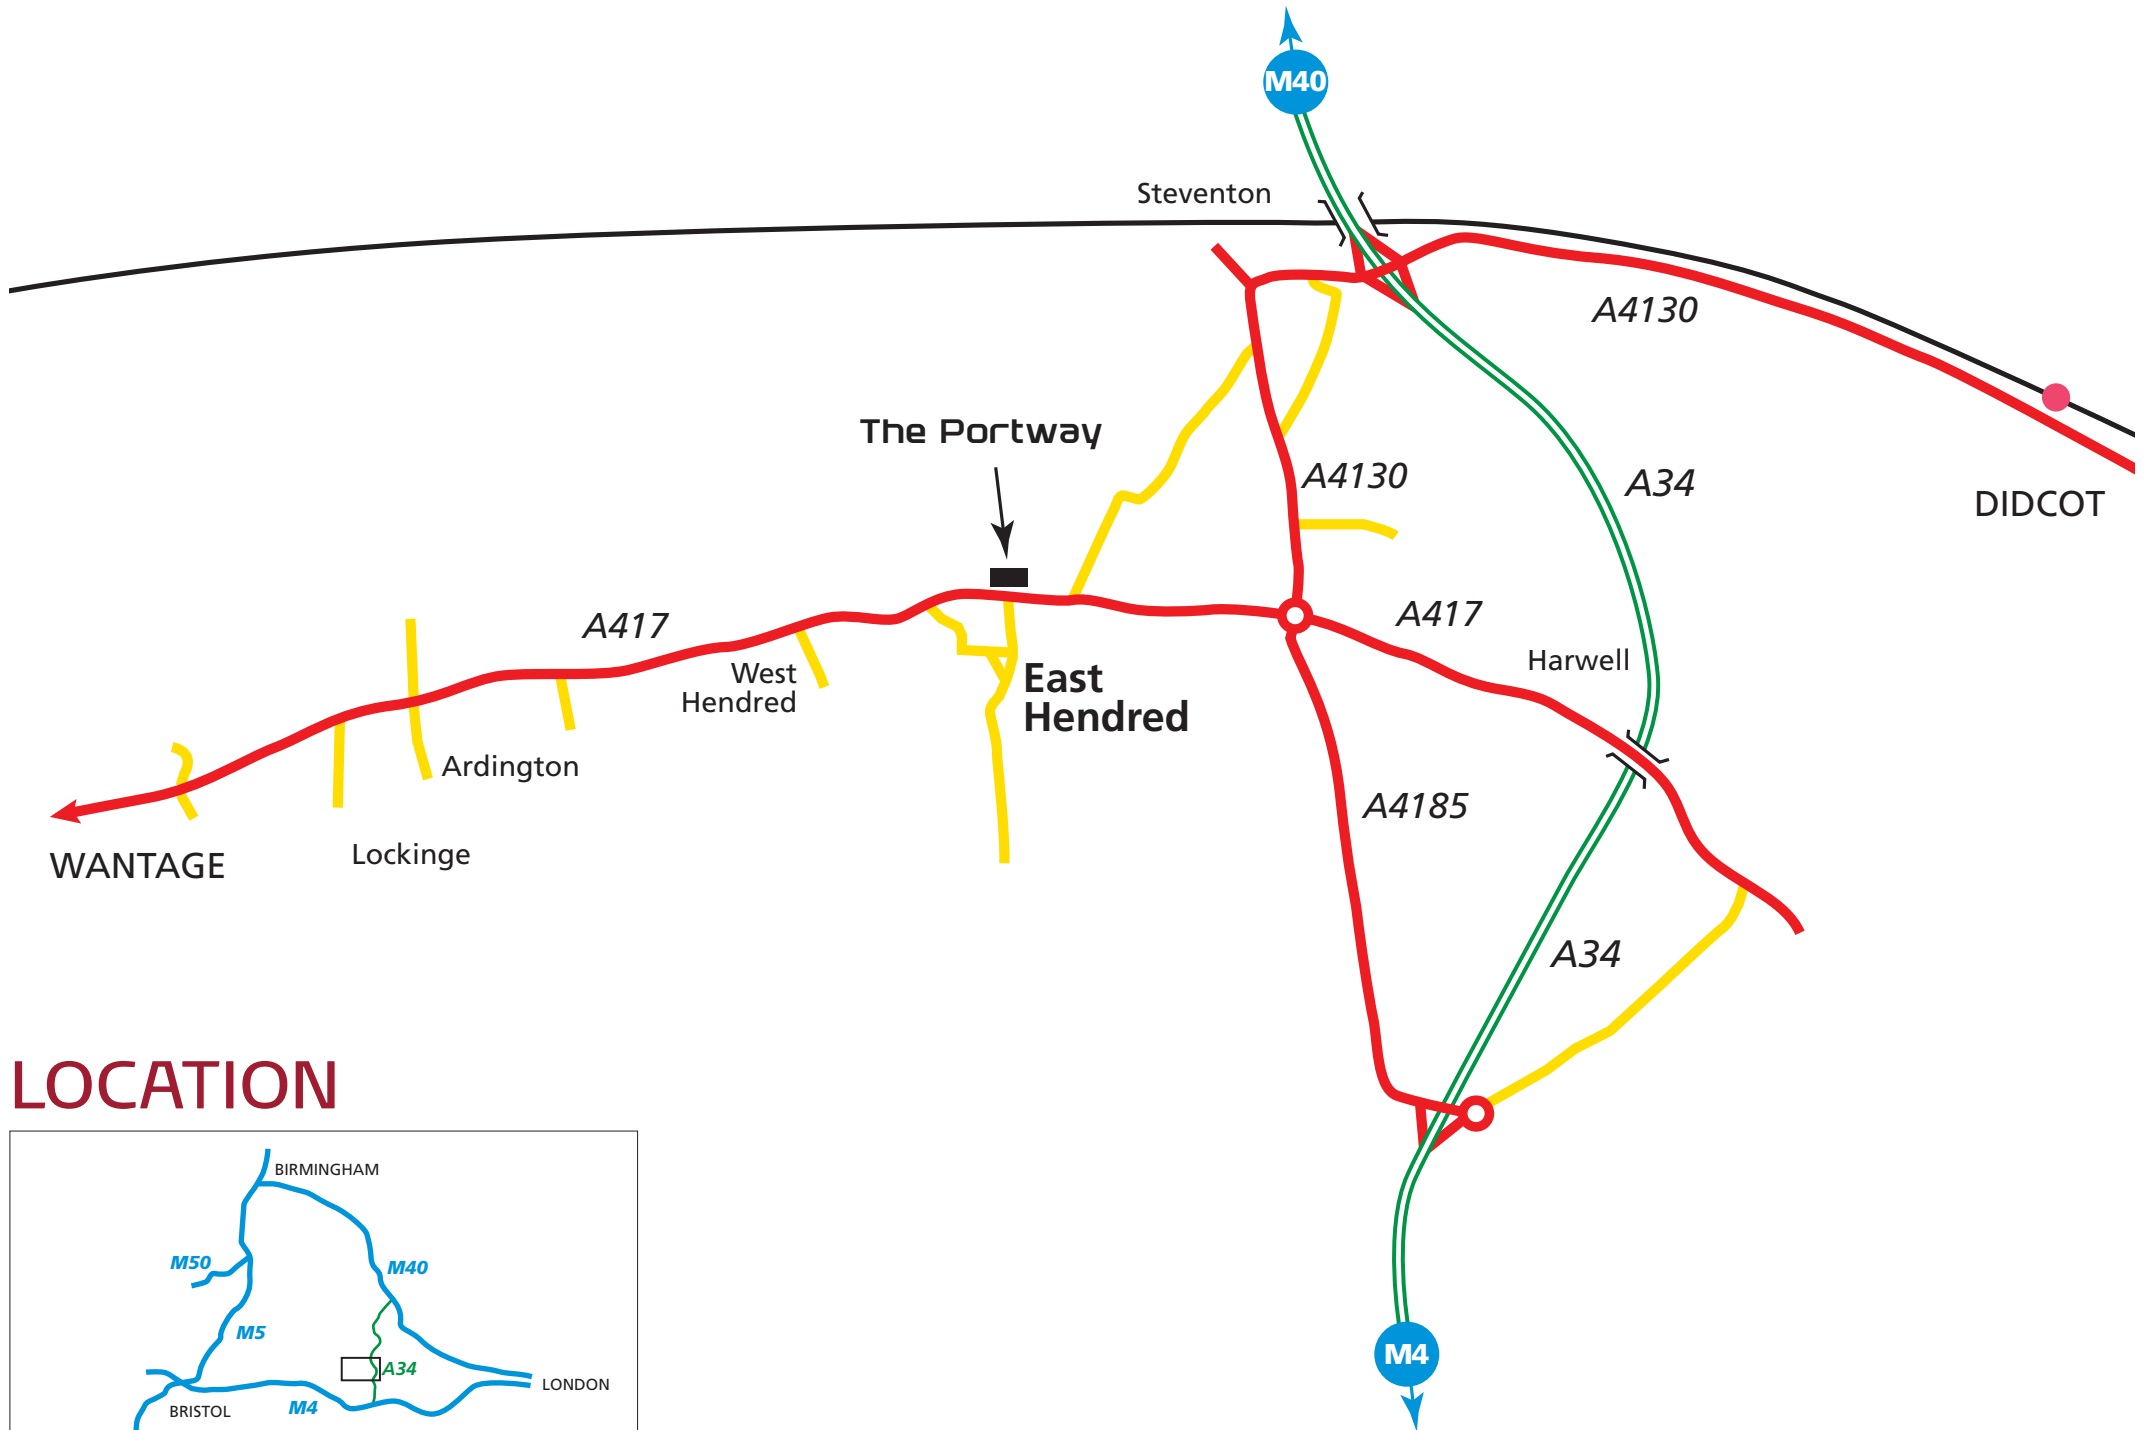 M40
Steventon
A4130
The Portway
A4130
A34
DIDCOT
A417
A417
Harwell
West
Hendred
East
Hendred
Ardington
A4185
WANTAGE
Lockinge
A34
LOCATION
BIRMINGHAM
M50
M40
M5
A34
LONDON
M4
BRISTOL
M4